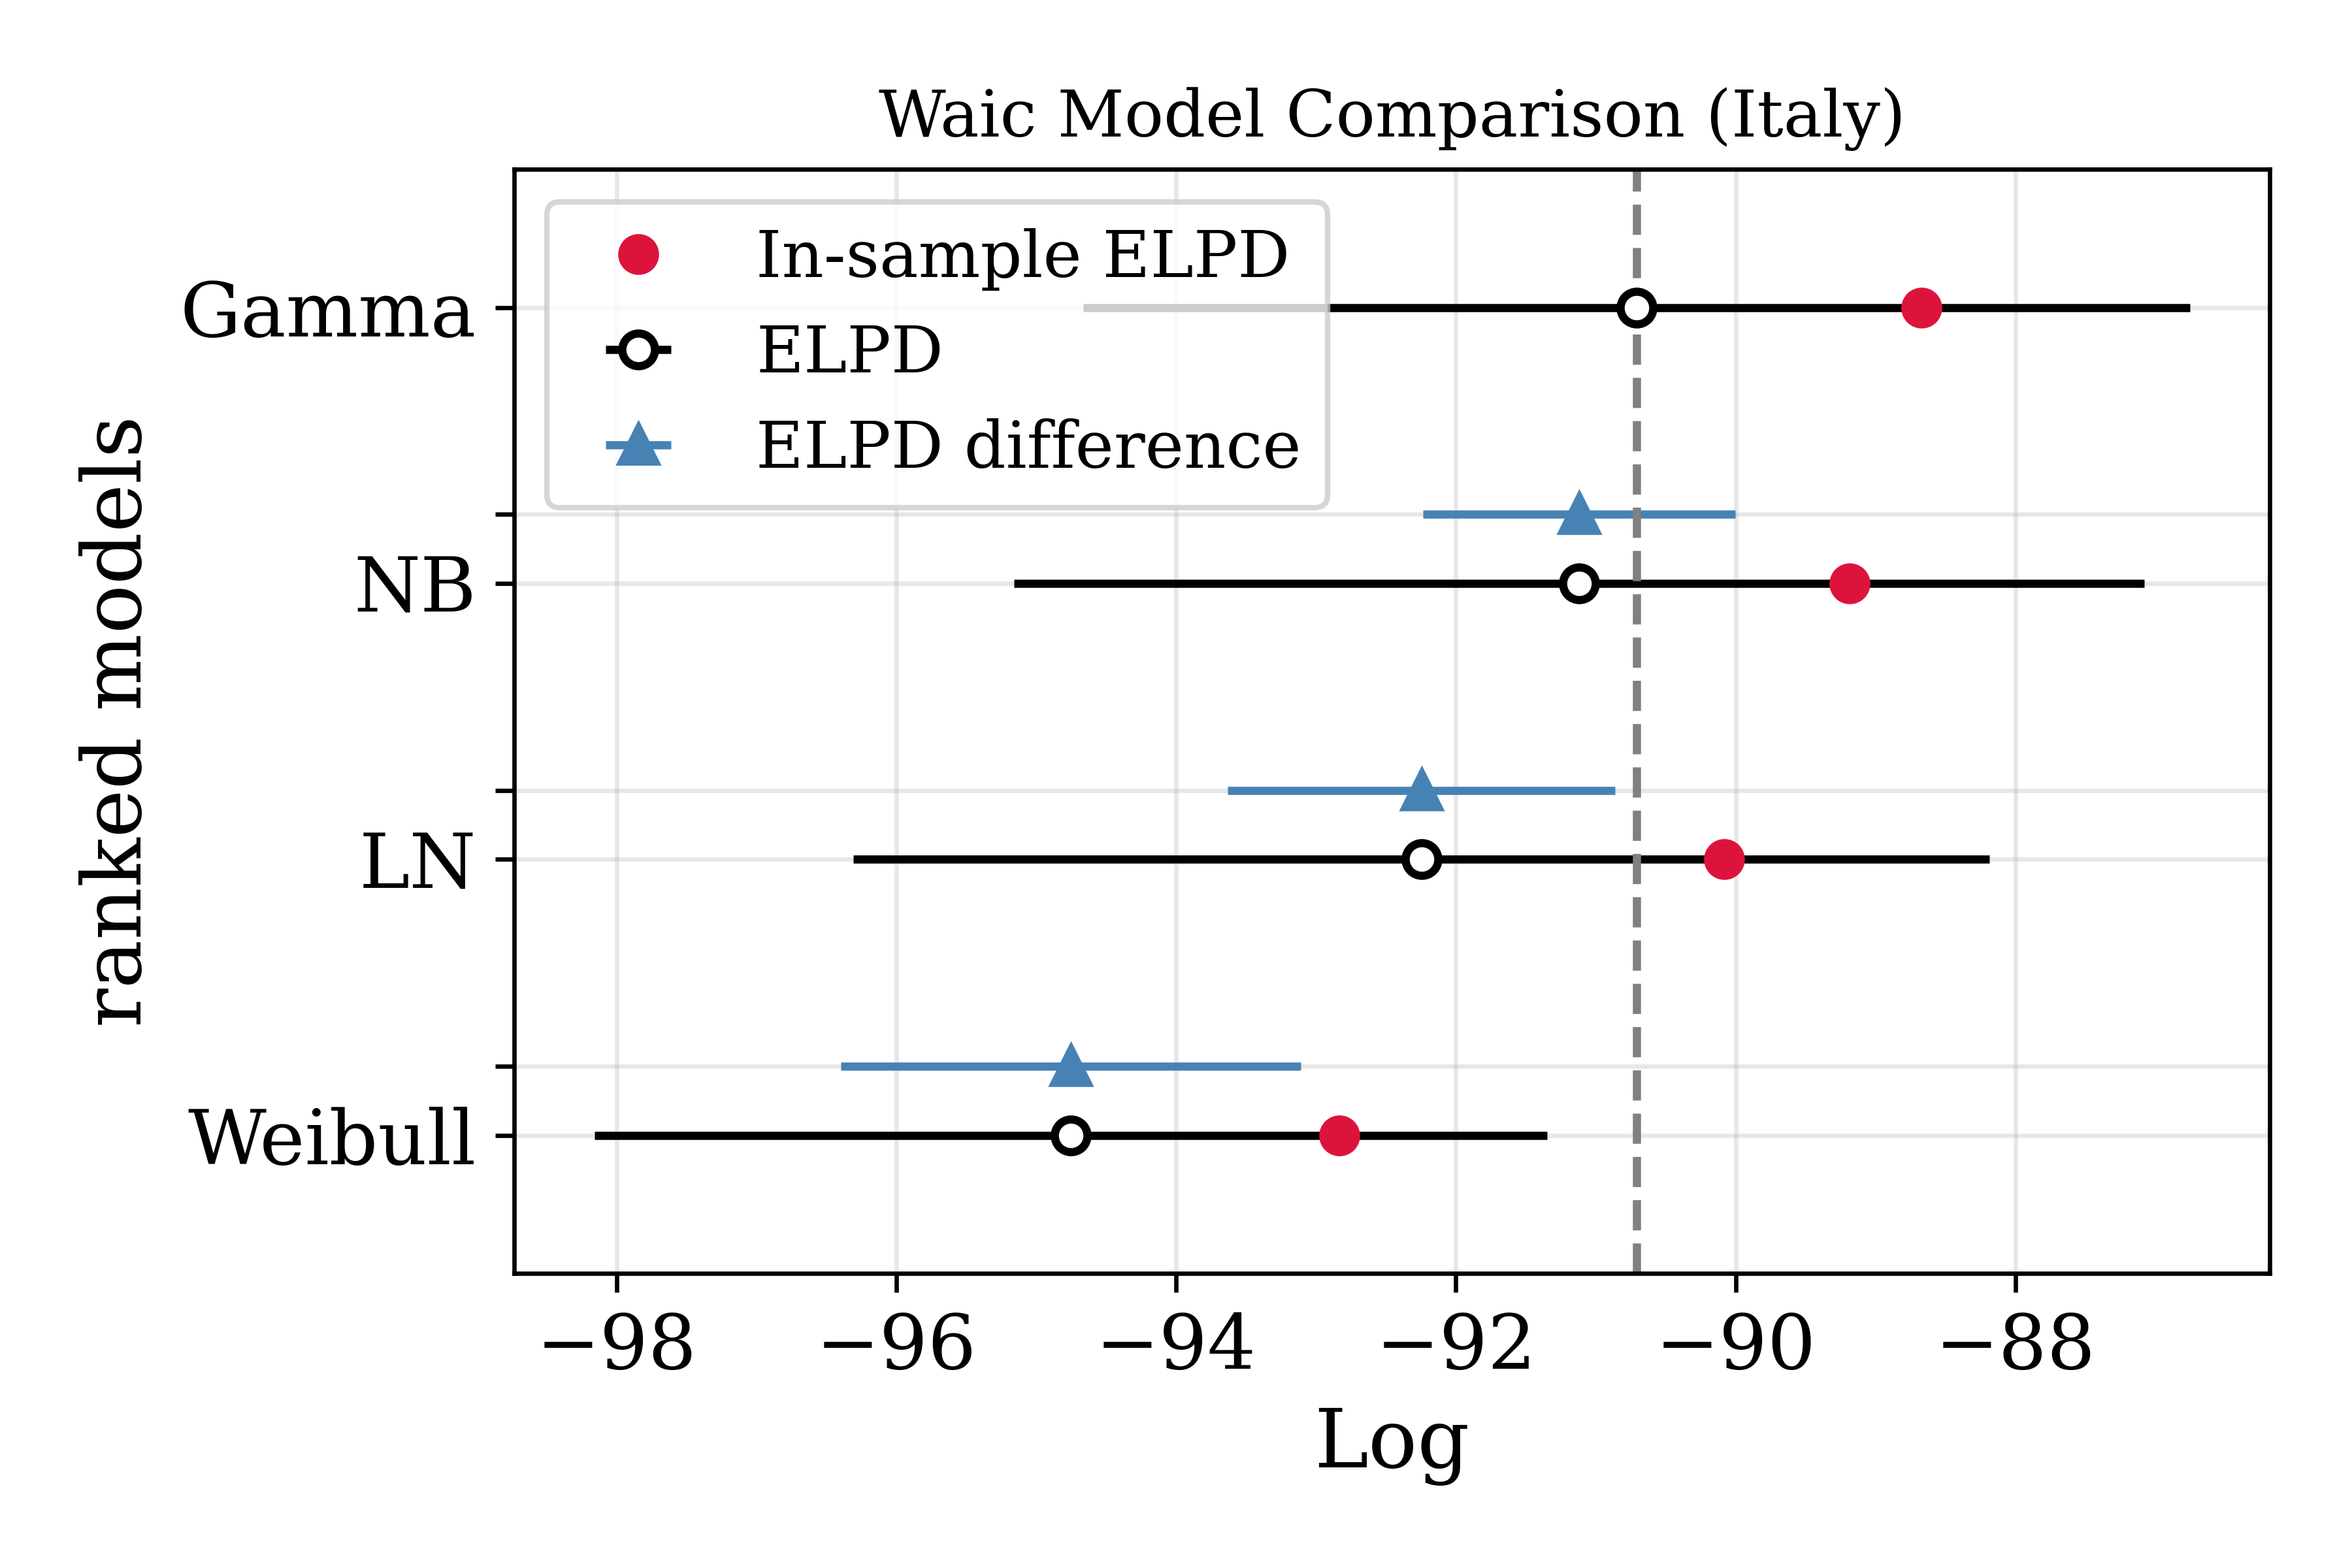 Waic Model Comparison (Italy)
In-sample ELPD
ELPD
ELPD difference
ranked models
Gamma
NB
LN
Weibull
−98 −96 −94 −92 −90 −88
Log